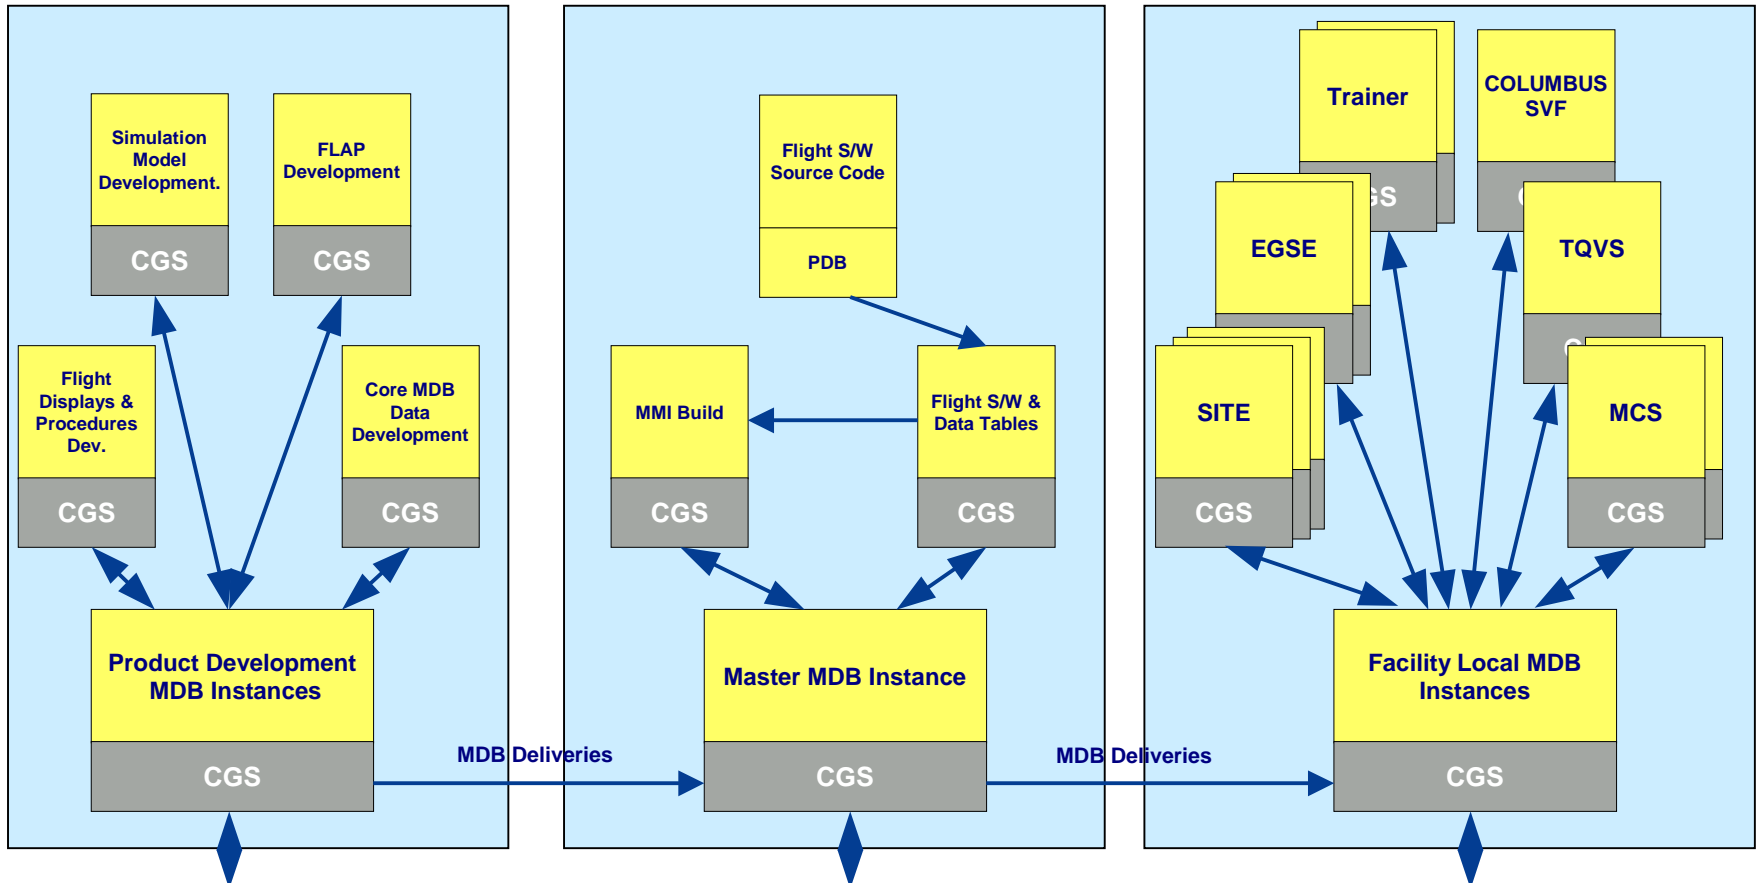 Simulation
Model
Development.
CGS
FLAP
Development
CGS
Flight
Displays &
Procedures
Dev.
CGS
Core MDB
Data
Development
CGS
Product Development
MDB Instances
CGS
MDB Deliveries
Flight S/W
Source Code
PDB
MMI Build
CGS
Flight S/W &
Data Tables
CGS
Master MDB Instance
CGS
MDB Deliveries
Trainer
GS
COLUMBUS
SVF
EGSE
TQVS
SITE
CGS
MCS
CGS
Facility Local MDB
Instances
CGS